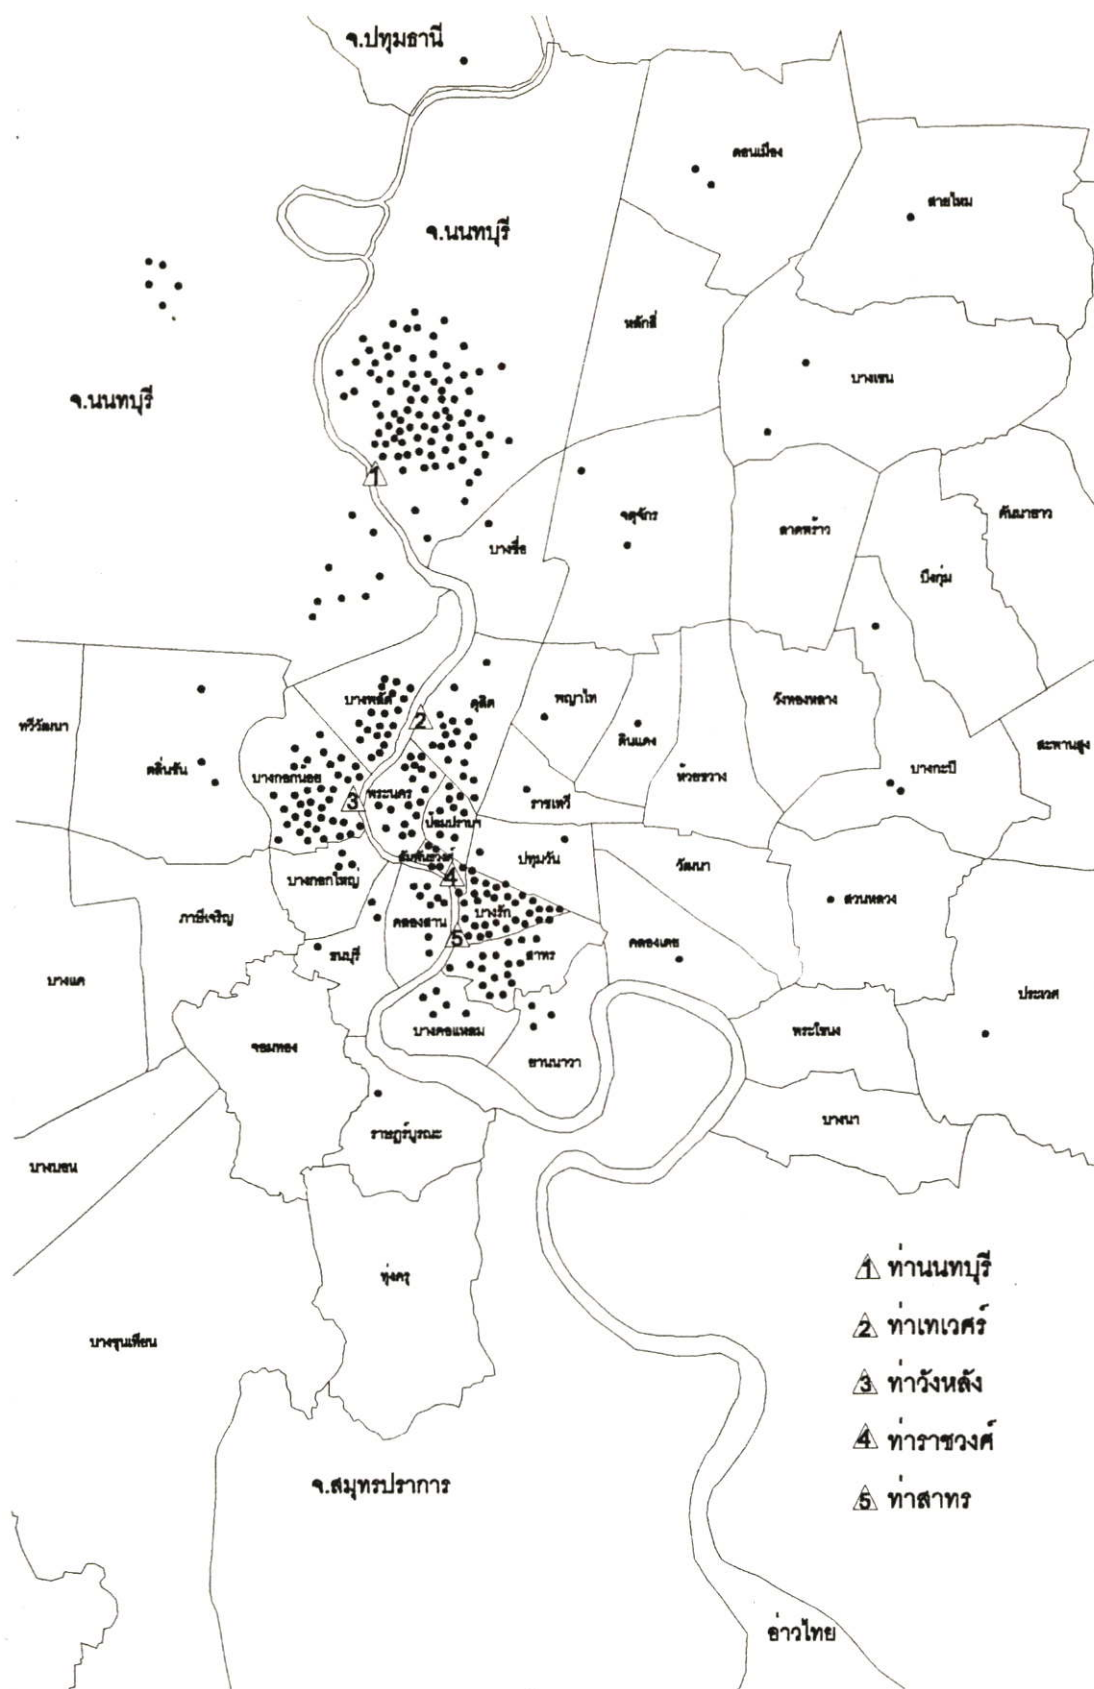 จ.ปทุมธานี
ดอนเมือง
สายไหม
จ.นนทบุรี
หลักสี่
บางเขน
จ.นนทบุรี
1
จตุจักร
ลาดพร้าว
คันนายาว
บางซื่อ
บึงกุ่ม
บางพลัด
ดุสิต
พญาไท
วังทองหลาง
ทวีวัฒนา
2
ดินแดง
สะพานสูง
ตลิ่งชัน
บางกอกน้อย
ห้วยขวาง
บางกะปิ
3
พระนคร
ราชเทวี
ป้อมปราบฯ
สัมพันธวงศ์
ปทุมวัน
วัฒนา
4
บางกอกใหญ่
สวนหลวง
ภาษีเจริญ
คลองสาน
บางรัก
5
ธนบุรี
สาทร
คลองเตย
บางแค
ประเวศ
บางคอแหลม
พระโขนง
จอมทอง
ยานนาวา
บางนา
ราษฎร์บูรณะ
บางบอน
1 ท่านนทบุรี
ทุ่งครุ
2 ท่าเทเวศร์
บางขุนเทียน
3 ท่าวังหลัง
4 ท่าราชวงศ์
จ.สมุทรปราการ
5 ท่าสาทร
อ่าวไทย